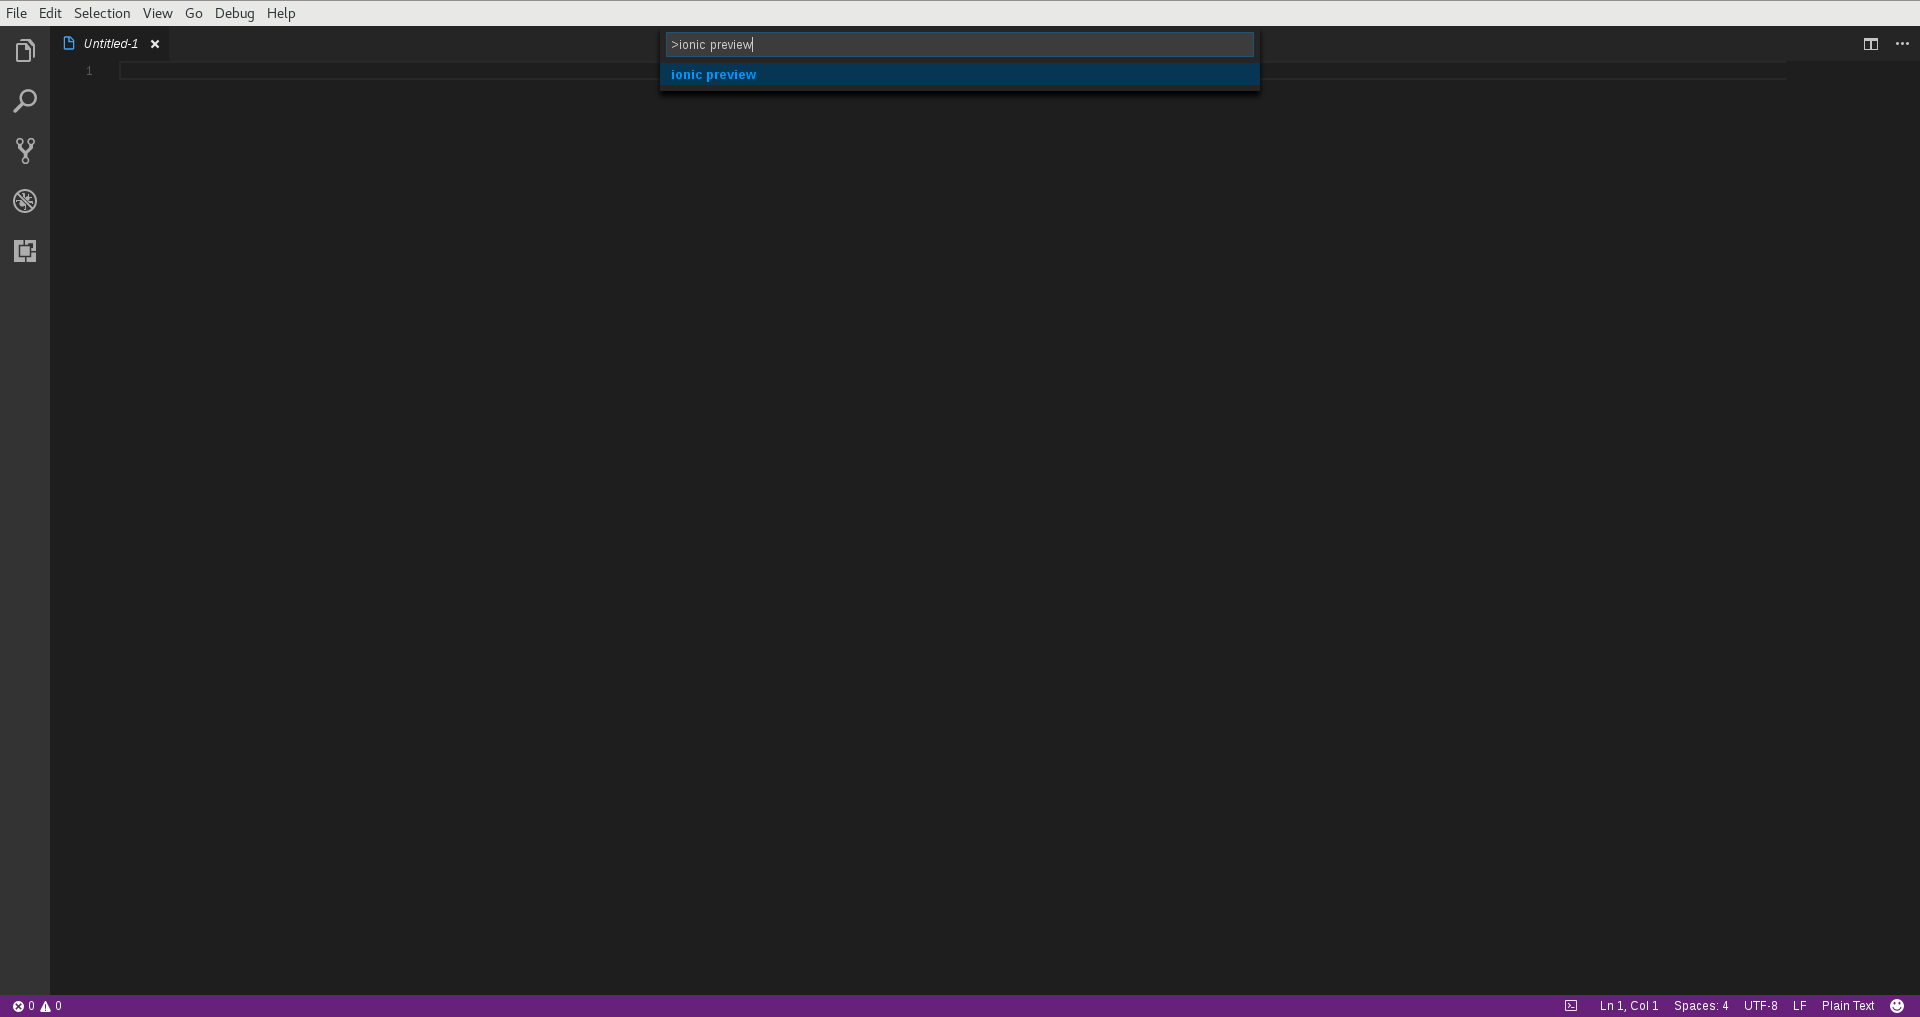 File Edit Selection View Go Debug Help
Untitled-1
>ionic preview
ionic preview
1
0 0 Ln 1, Col 1 Spaces: 4 UTF-8 LF Plain Text